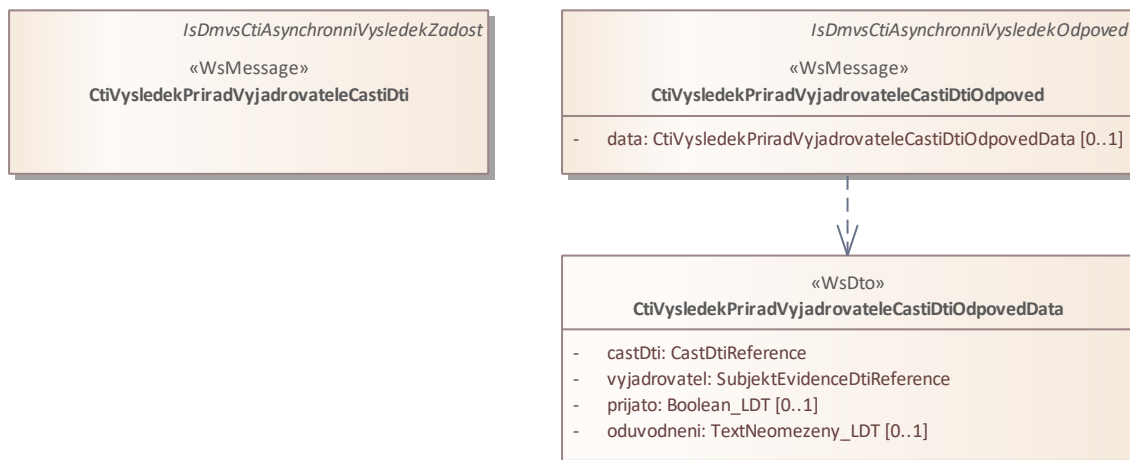 IsDmvsCtiAsynchronniVysledekZadost
«WsMessage»
CtiVysledekPriradVyjadrovateleCastiDti
IsDmvsCtiAsynchronniVysledekOdpoved
«WsMessage»
CtiVysledekPriradVyjadrovateleCastiDtiOdpoved
- data: CtiVysledekPriradVyjadrovateleCastiDtiOdpovedData [0..1]
«WsDto»
CtiVysledekPriradVyjadrovateleCastiDtiOdpovedData
- castDti: CastDtiReference
- vyjadrovatel: SubjektEvidenceDtiReference
- prijato: Boolean_LDT [0..1]
- oduvodneni: TextNeomezeny_LDT [0..1]